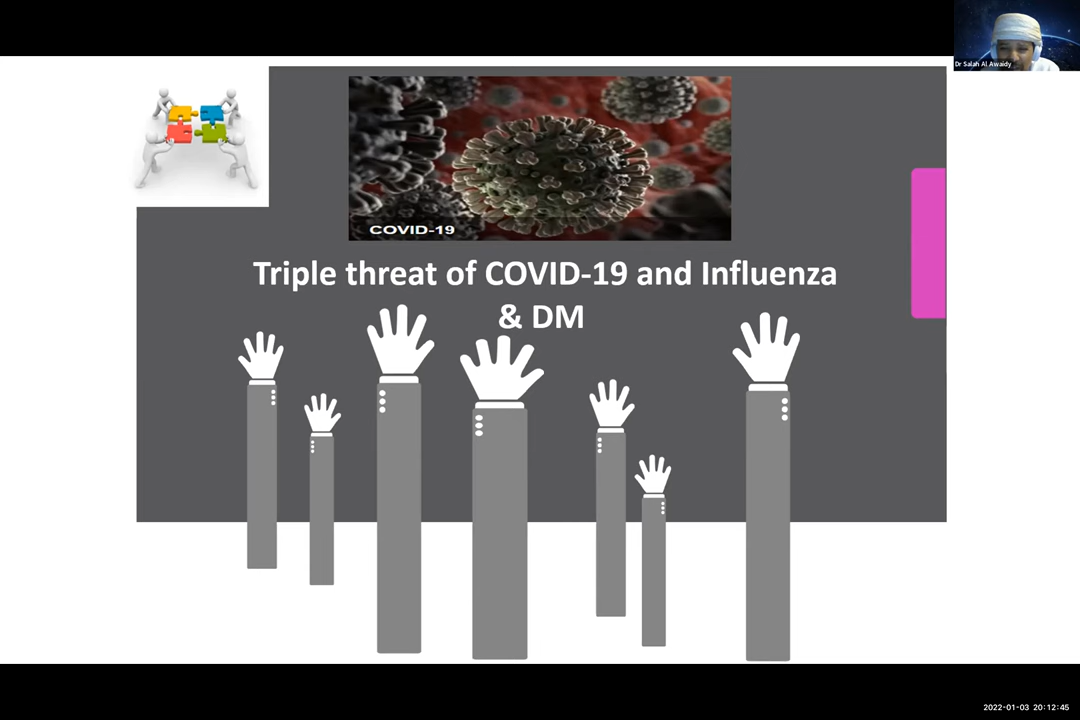 Dr Salah Al Awaidy
COVID-19
Triple threat of COVID-19 and Influenza
& DM
2022-01-03 20:12:45